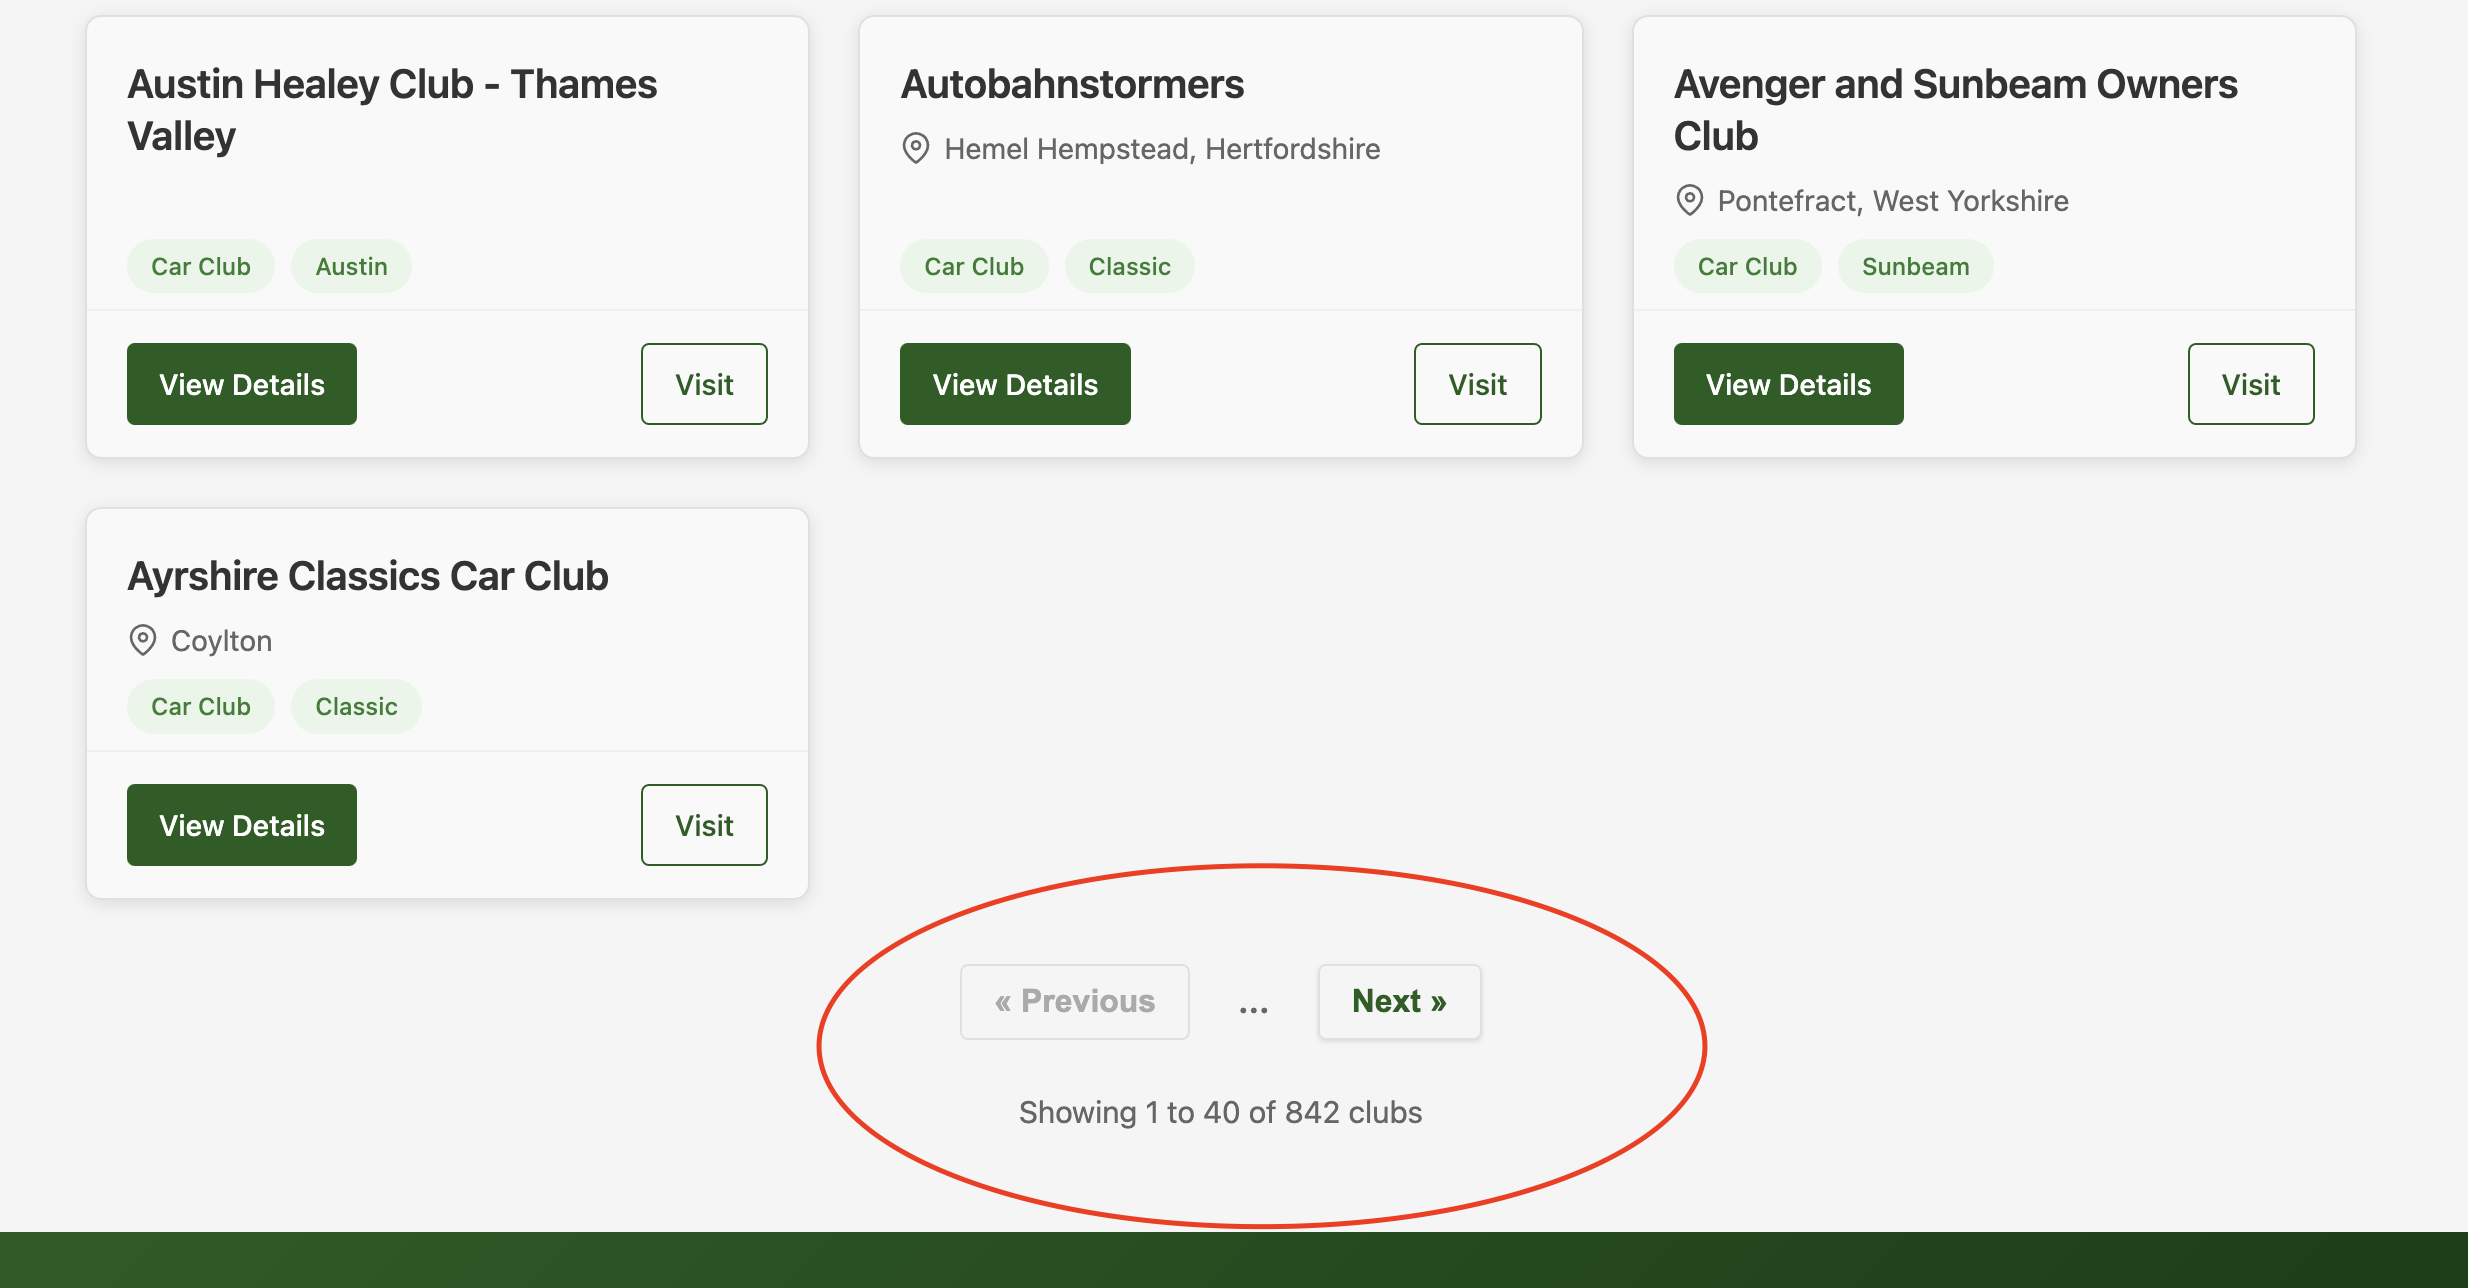 Austin Healey Club - Thames
Valley
Car Club
Austin
View Details
Visit
Autobahnstormers
Hemel Hempstead, Hertfordshire
Car Club
Classic
View Details
Visit
Avenger and Sunbeam Owners
Club
Pontefract, West Yorkshire
Car Club
Sunbeam
View Details
Visit
Ayrshire Classics Car Club
Coylton
Car Club
Classic
View Details
Visit
« Previous
...
Next »
Showing 1 to 40 of 842 clubs